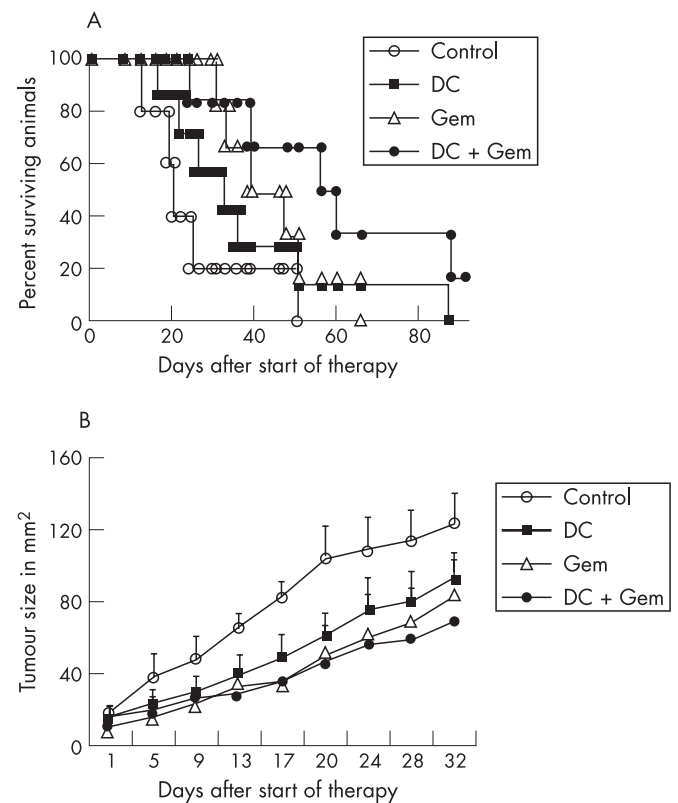 A
100
80
60
40
20
0
Percent surviving animals
0 20 40 60 80
Days after start of therapy
Control
DC
Gem
DC + Gem
B
160
120
80
40
0
Tumour size in mm²
1 5 9 13 17 20 24 28 32
Days after start of therapy
Control
DC
Gem
DC + Gem